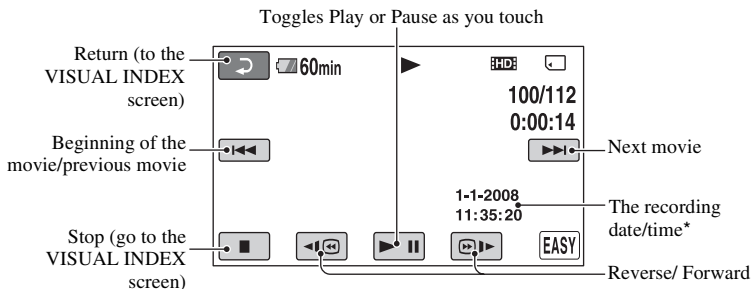 Toggles Play or Pause as you touch
Return (to the
VISUAL INDEX
screen)
60min
HD
100/112
0:00:14
Beginning of the
movie/previous movie
Next movie
1-1-2008
11:35:20
The recording
date/time*
Stop (go to the
VISUAL INDEX
screen)
EASY
Reverse/ Forward